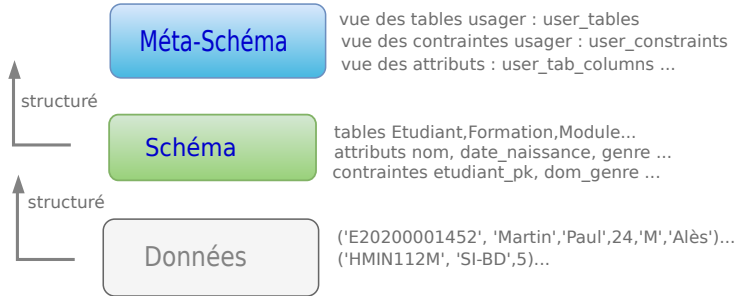 Méta-Schéma
vue des tables usager : user_tables
vue des contraintes usager : user_constraints
vue des attributs : user_tab_columns ...
structuré
Schéma
tables Etudiant,Formation,Module...
attributs nom, date_naissance, genre ...
contraintes etudiant_pk, dom_genre ...
structuré
Données
('E20200001452', 'Martin','Paul',24,'M','Alès')...
('HMIN112M', 'SI-BD',5)...